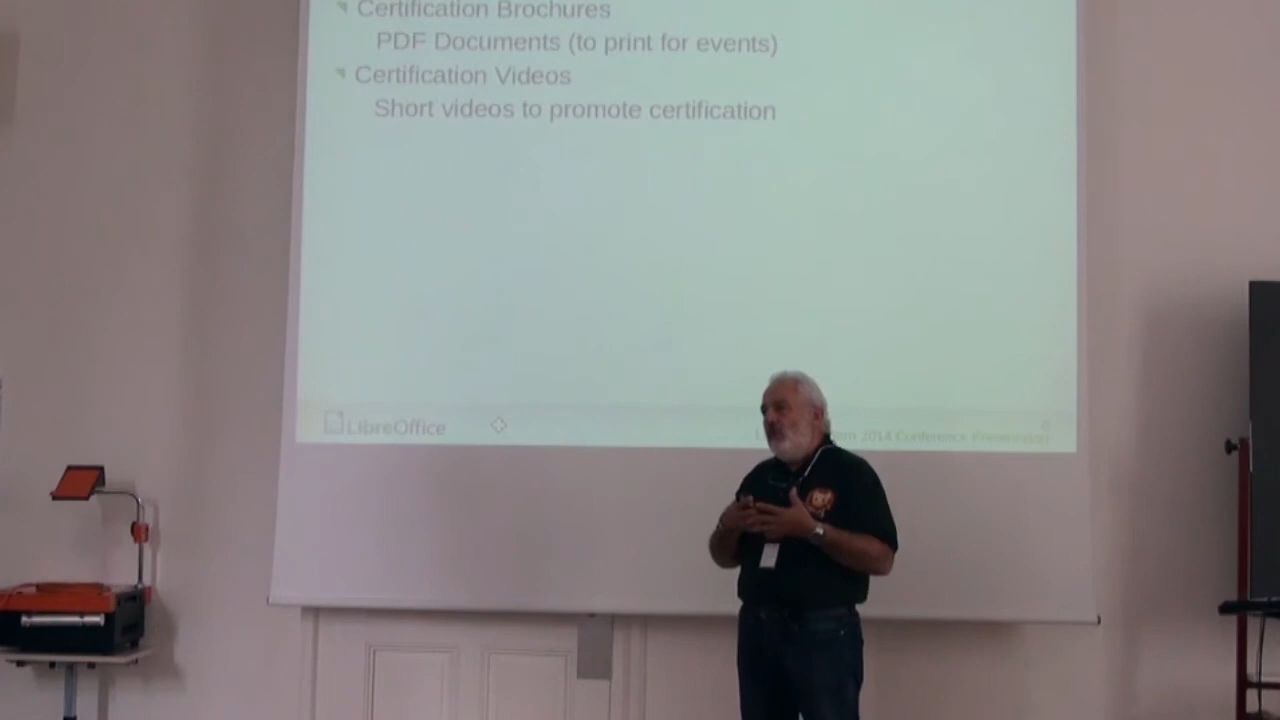 Certification Brochures
PDF Documents (to print for events)
Certification Videos
Short videos to promote certification
LibreOffice
2014 Conference Presentation